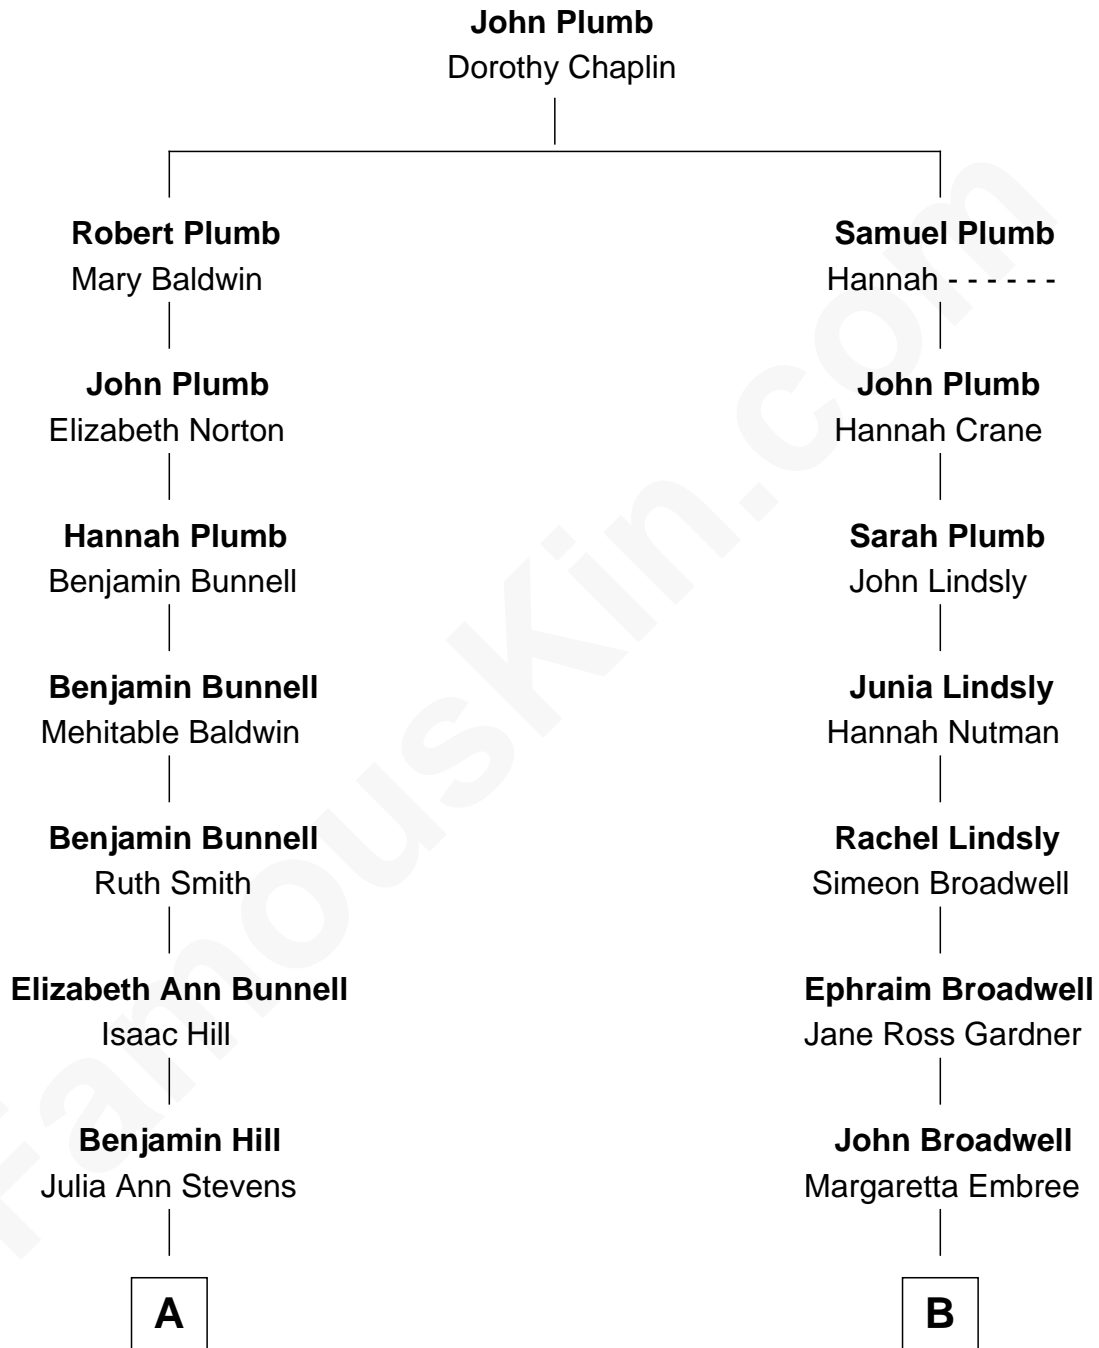 John Plumb
Dorothy Chaplin
Robert Plumb
Mary Baldwin
Samuel Plumb
Hannah - - - - - -
John Plumb
Elizabeth Norton
John Plumb
Hannah Crane
Hannah Plumb
Benjamin Bunnell
Sarah Plumb
John Lindsly
Benjamin Bunnell
Mehitable Baldwin
Junia Lindsly
Hannah Nutman
Benjamin Bunnell
Ruth Smith
Rachel Lindsly
Simeon Broadwell
Elizabeth Ann Bunnell
Isaac Hill
Ephraim Broadwell
Jane Ross Gardner
Benjamin Hill
Julia Ann Stevens
John Broadwell
Margaretta Embree
A
B
FamousKin.com